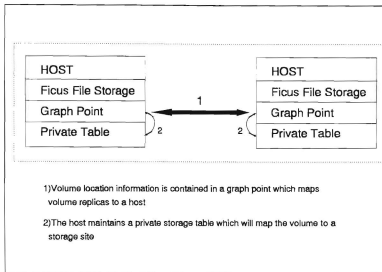 HOST
Ficus File Storage
Graph Point
Private Table
2
1
HOST
Ficus File Storage
Graph Point
Private Table
2
1)Volume location information is contained in a graph point which maps
volume replicas to a host
2)The host maintains a private storage table which will map the volume to a
storage site